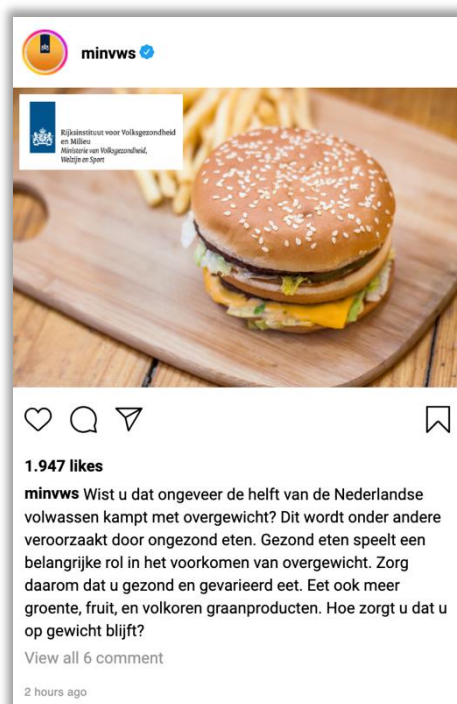 minvws
Rijksinstituut voor Volksgezondheid
en Milieu
Ministerie van Volksgezondheid,
Welzijn en Sport
1.947 likes
minvws Wist u dat ongeveer de helft van de Nederlandse
volwassen kampt met overgewicht? Dit wordt onder andere
veroorzaakt door ongezond eten. Gezond eten speelt een
belangrijke rol in het voorkomen van overgewicht. Zorg
daarom dat u gezond en gevarieerd eet. Eet ook meer
groente, fruit, en volkoren graanproducten. Hoe zorgt u dat u
op gewicht blijft?
View all 6 comment
2 hours ago